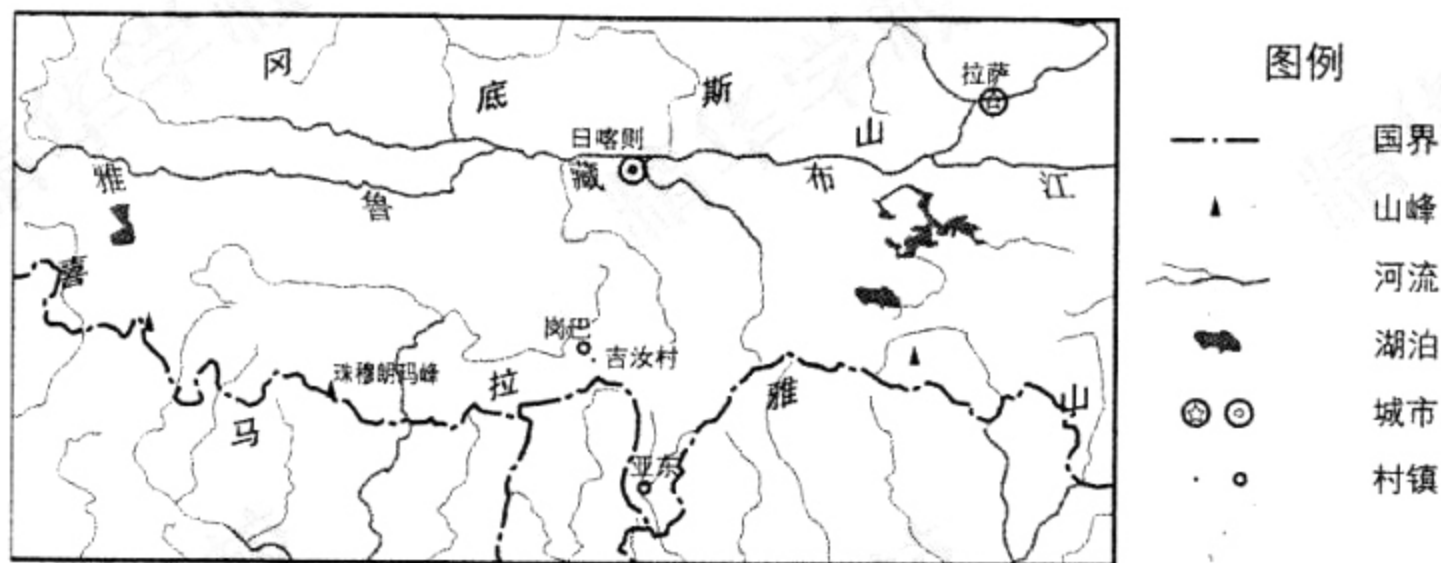 冈底斯山
拉萨
日喀则
雅鲁藏布江
喜马拉雅山
岗巴
吉汝村
珠穆朗玛峰
亚东
图例
国界
山峰
河流
湖泊
城市
村镇